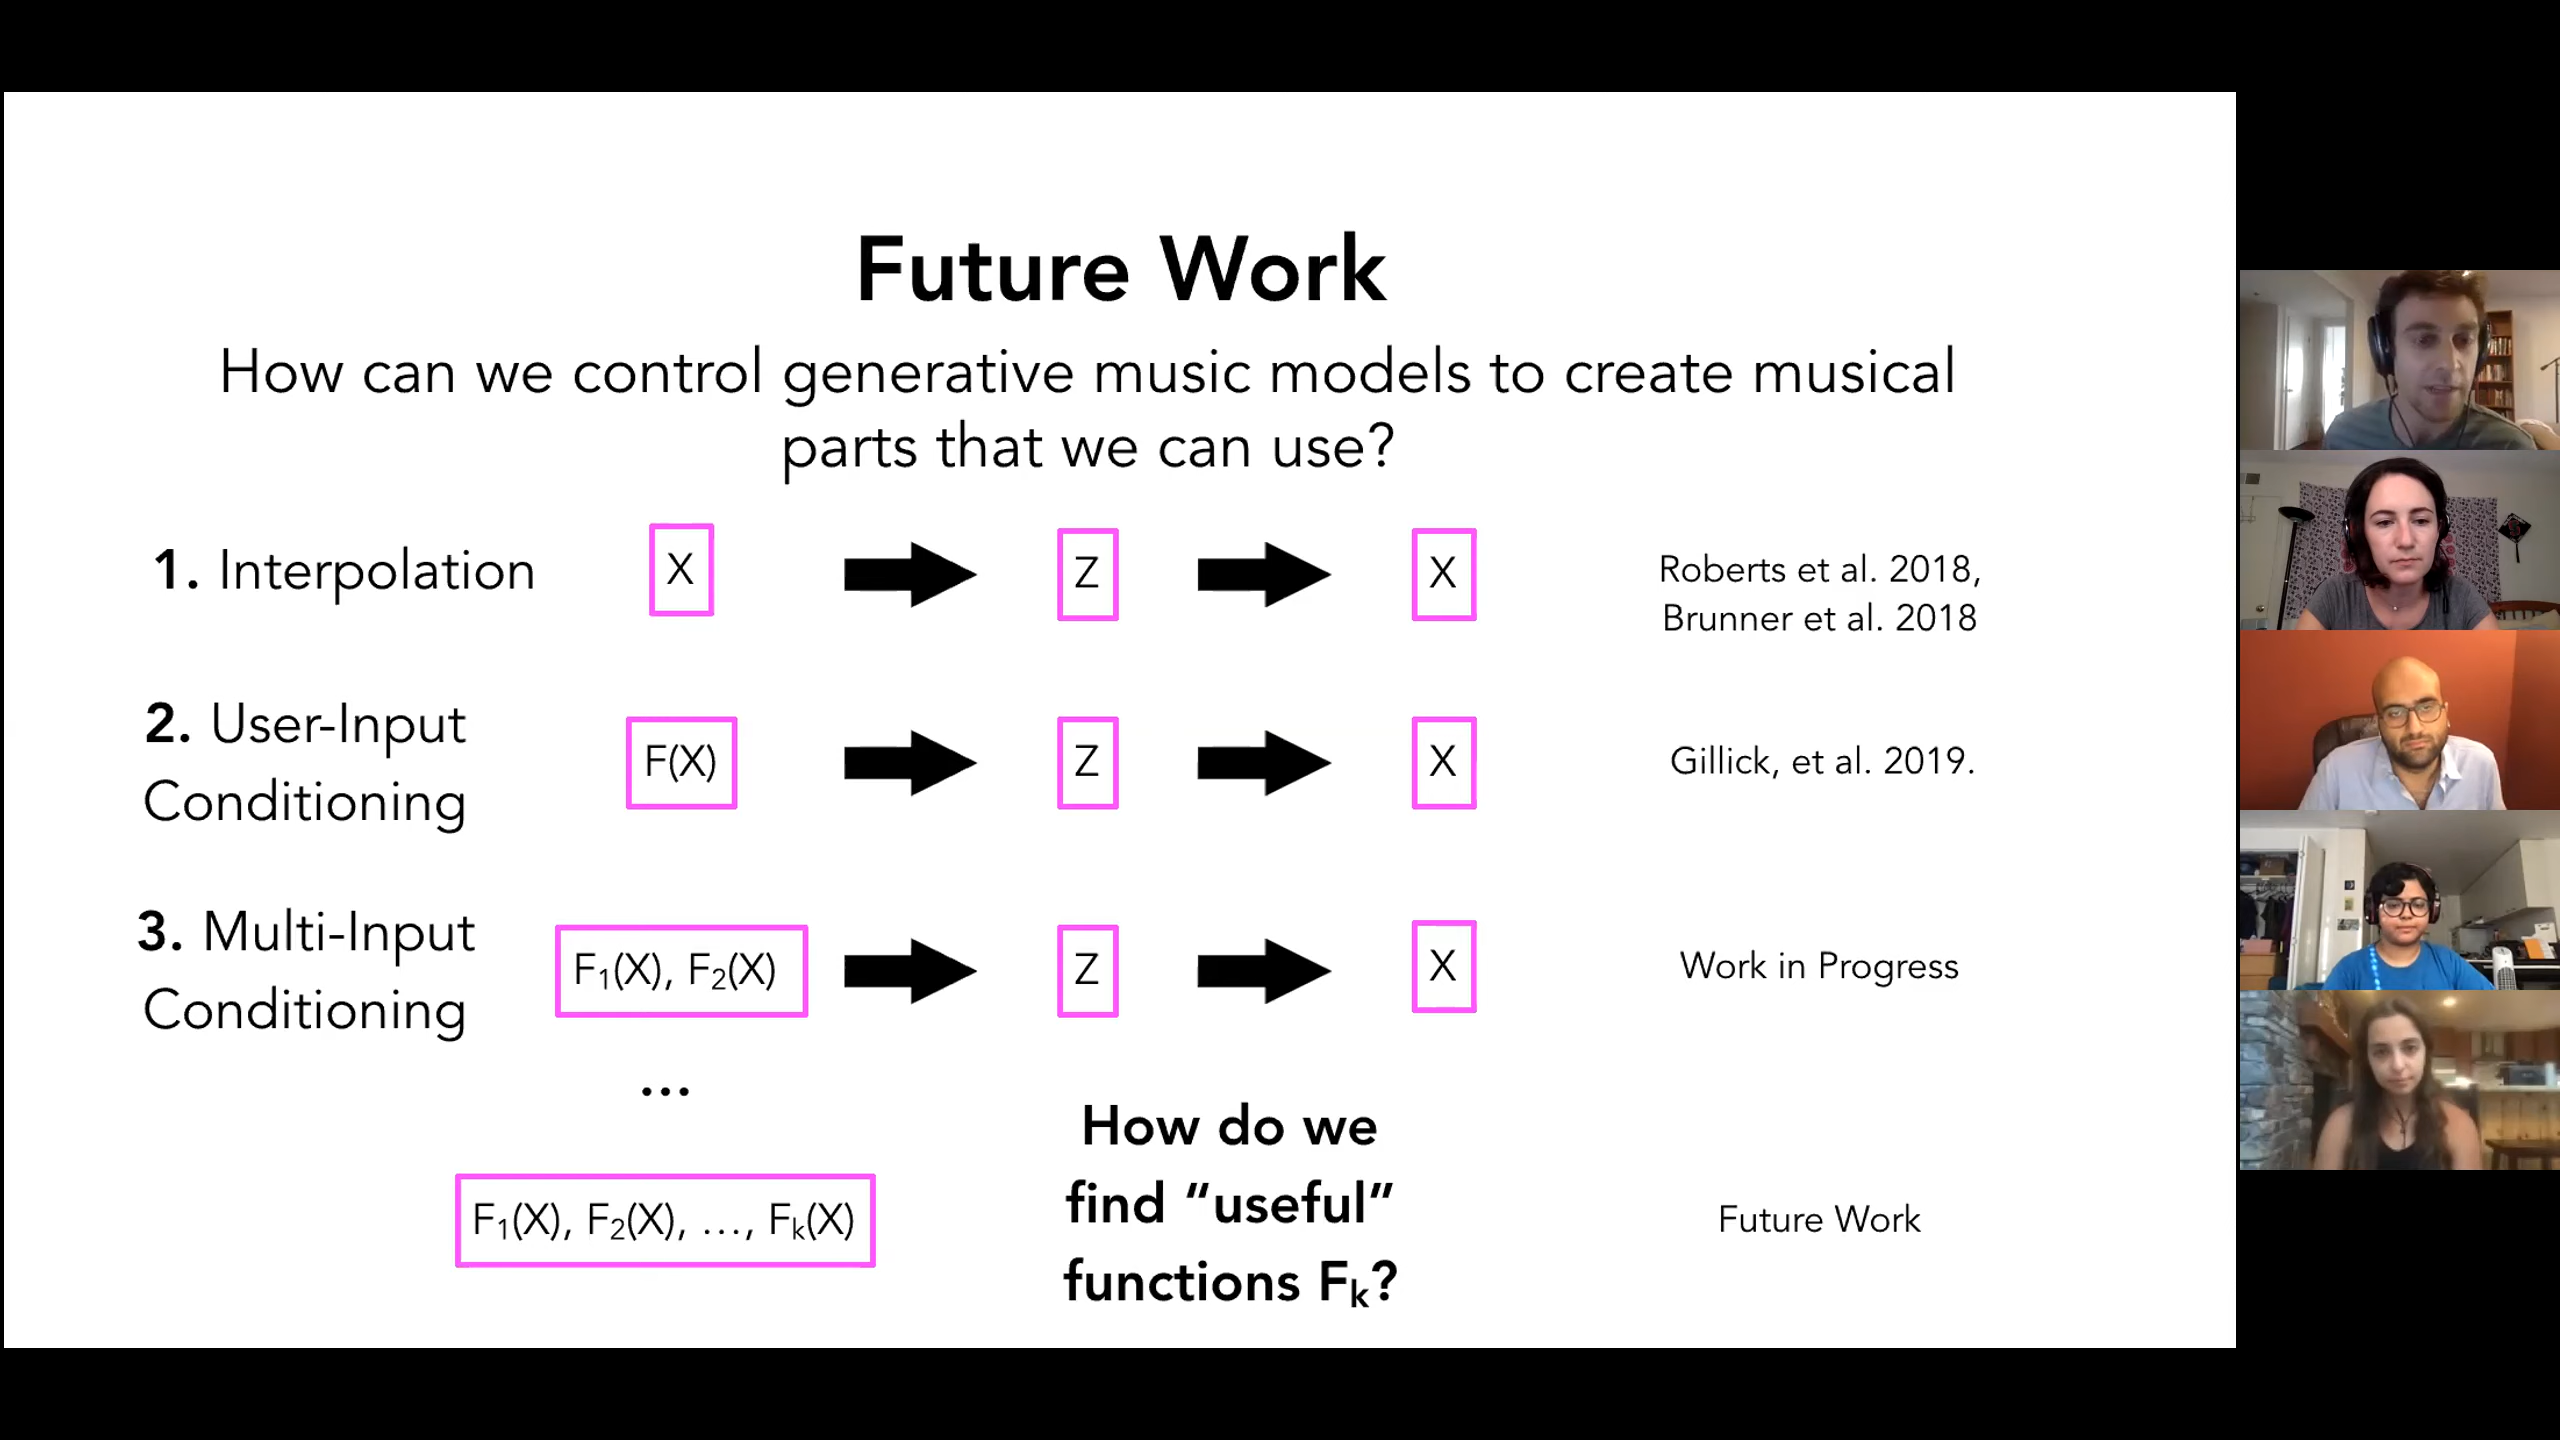 Future Work
How can we control generative music models to create musical
parts that we can use?
1. Interpolation X Z X Roberts et al. 2018,
Brunner et al. 2018
2. User-Input
Conditioning F(X) Z X Gillick, et al. 2019.
3. Multi-Input
Conditioning F₁(X), F₂(X) Z X Work in Progress
...
How do we
find “useful”
functions Fₖ?
F₁(X), F₂(X), ..., Fₖ(X) Future Work